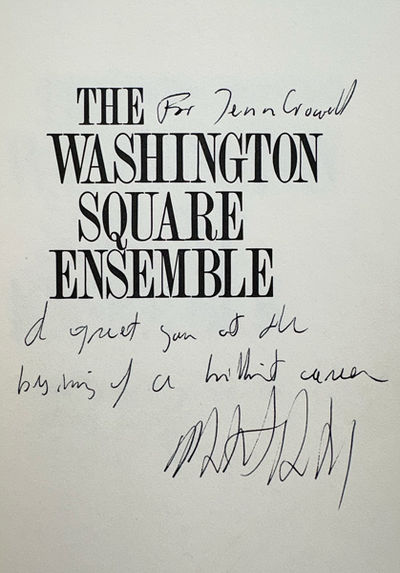 THE For Jenn Crowell
WASHINGTON
SQUARE
ENSEMBLE
I greet you at the
beginning of a brilliant career